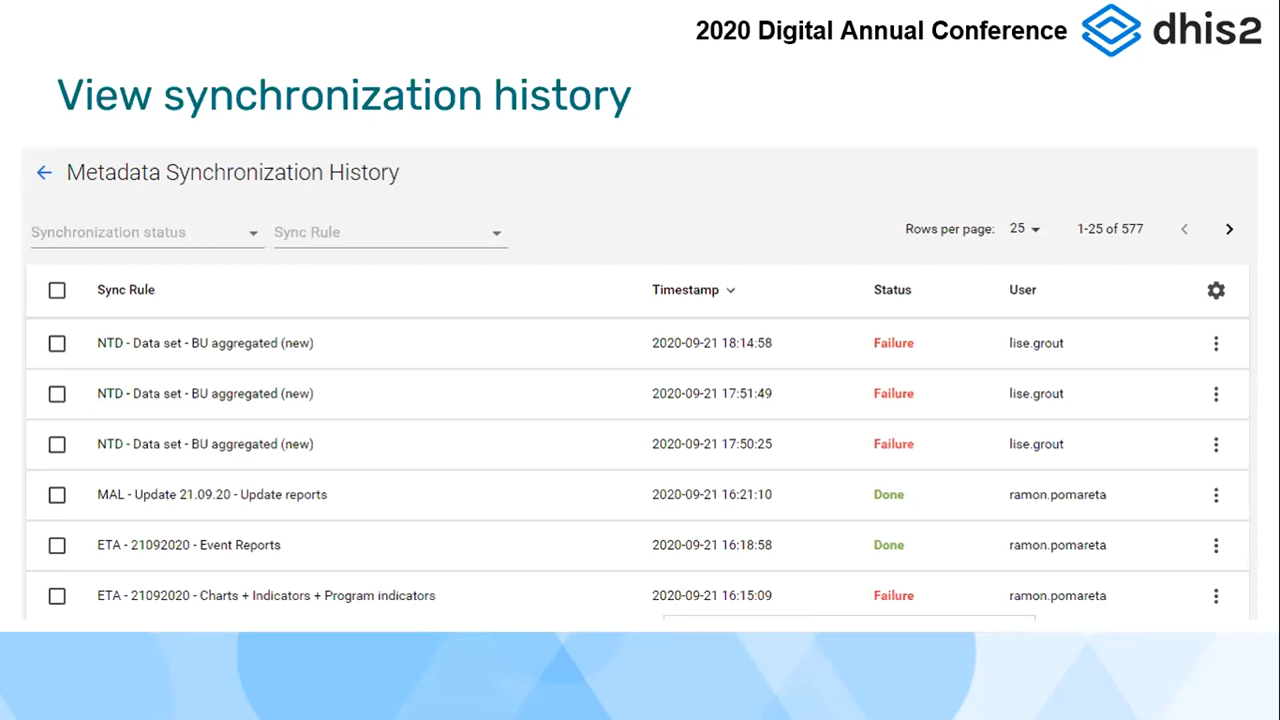 2020 Digital Annual Conference dhis2
View synchronization history
Metadata Synchronization History
Synchronization status Sync Rule Rows per page: 25 1-25 of 577
Sync Rule Timestamp Status User
NTD - Data set - BU aggregated (new) 2020-09-21 18:14:58 Failure lise.grout
NTD - Data set - BU aggregated (new) 2020-09-21 17:51:49 Failure lise.grout
NTD - Data set - BU aggregated (new) 2020-09-21 17:50:25 Failure lise.grout
MAL - Update 21.09.20 - Update reports 2020-09-21 16:21:10 Done ramon.pomareta
ETA - 21092020 - Event Reports 2020-09-21 16:18:58 Done ramon.pomareta
ETA - 21092020 - Charts + Indicators + Program indicators 2020-09-21 16:15:09 Failure ramon.pomareta